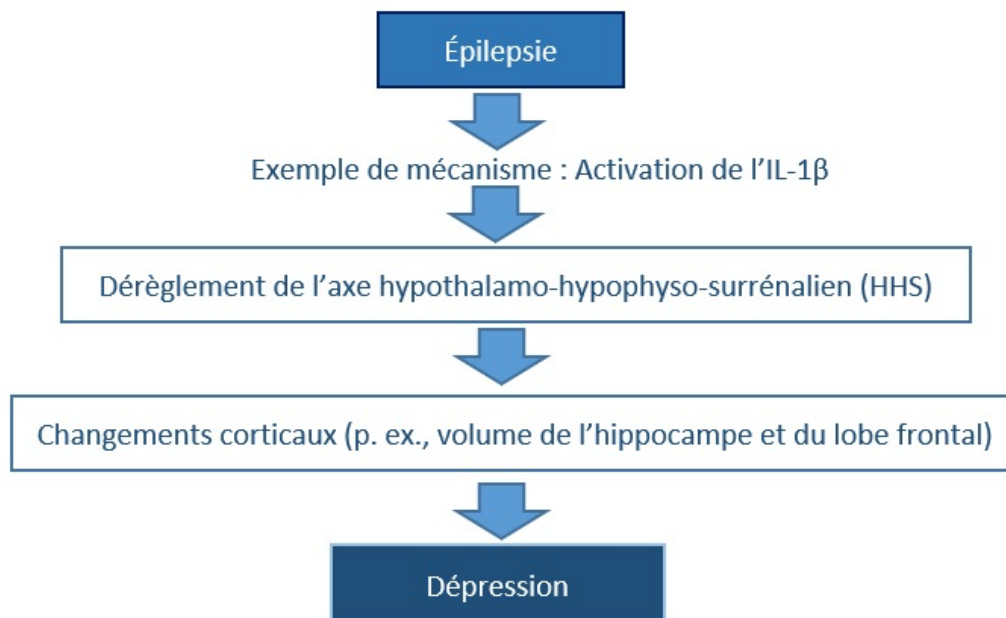 Épilepsie
Exemple de mécanisme : Activation de l’IL-1β
Dérèglement de l’axe hypothalamo-hypophyso-surrénalien (HHS)
Changements corticaux (p. ex., volume de l’hippocampe et du lobe frontal)
Dépression